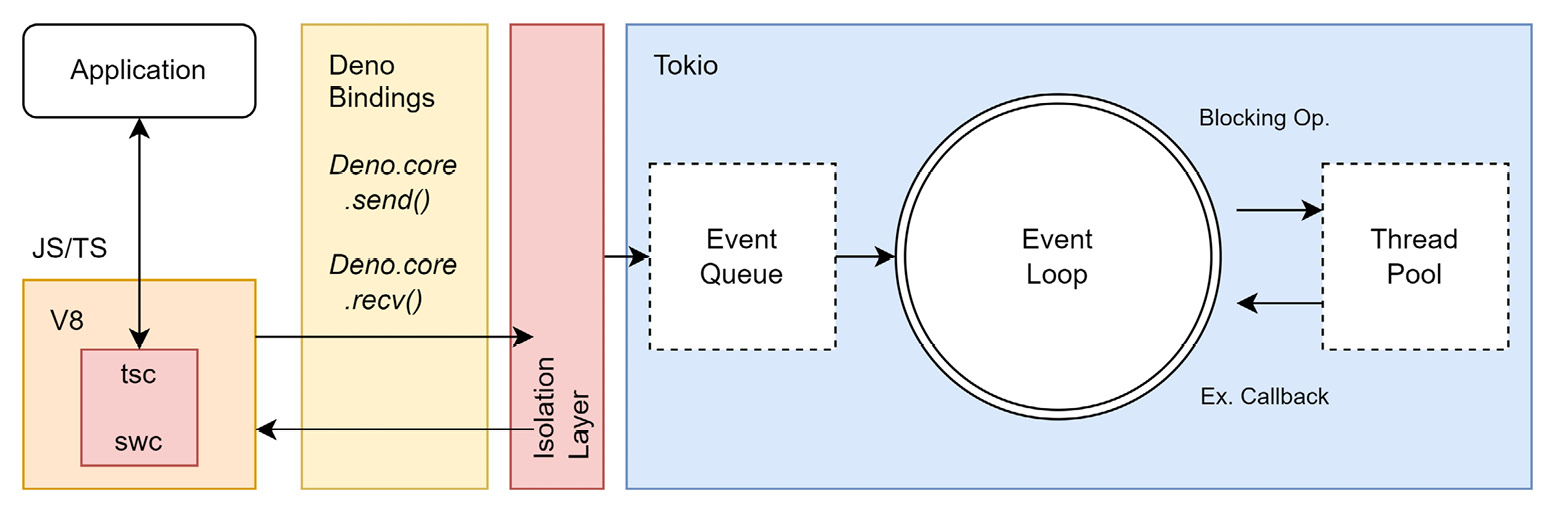 Application
JS/TS
V8
tsc
swc
Deno
Bindings
Deno.core
.send()
Deno.core
.recv()
Isolation
Layer
Tokio
Event
Queue
Event
Loop
Blocking Op.
Thread
Pool
Ex. Callback